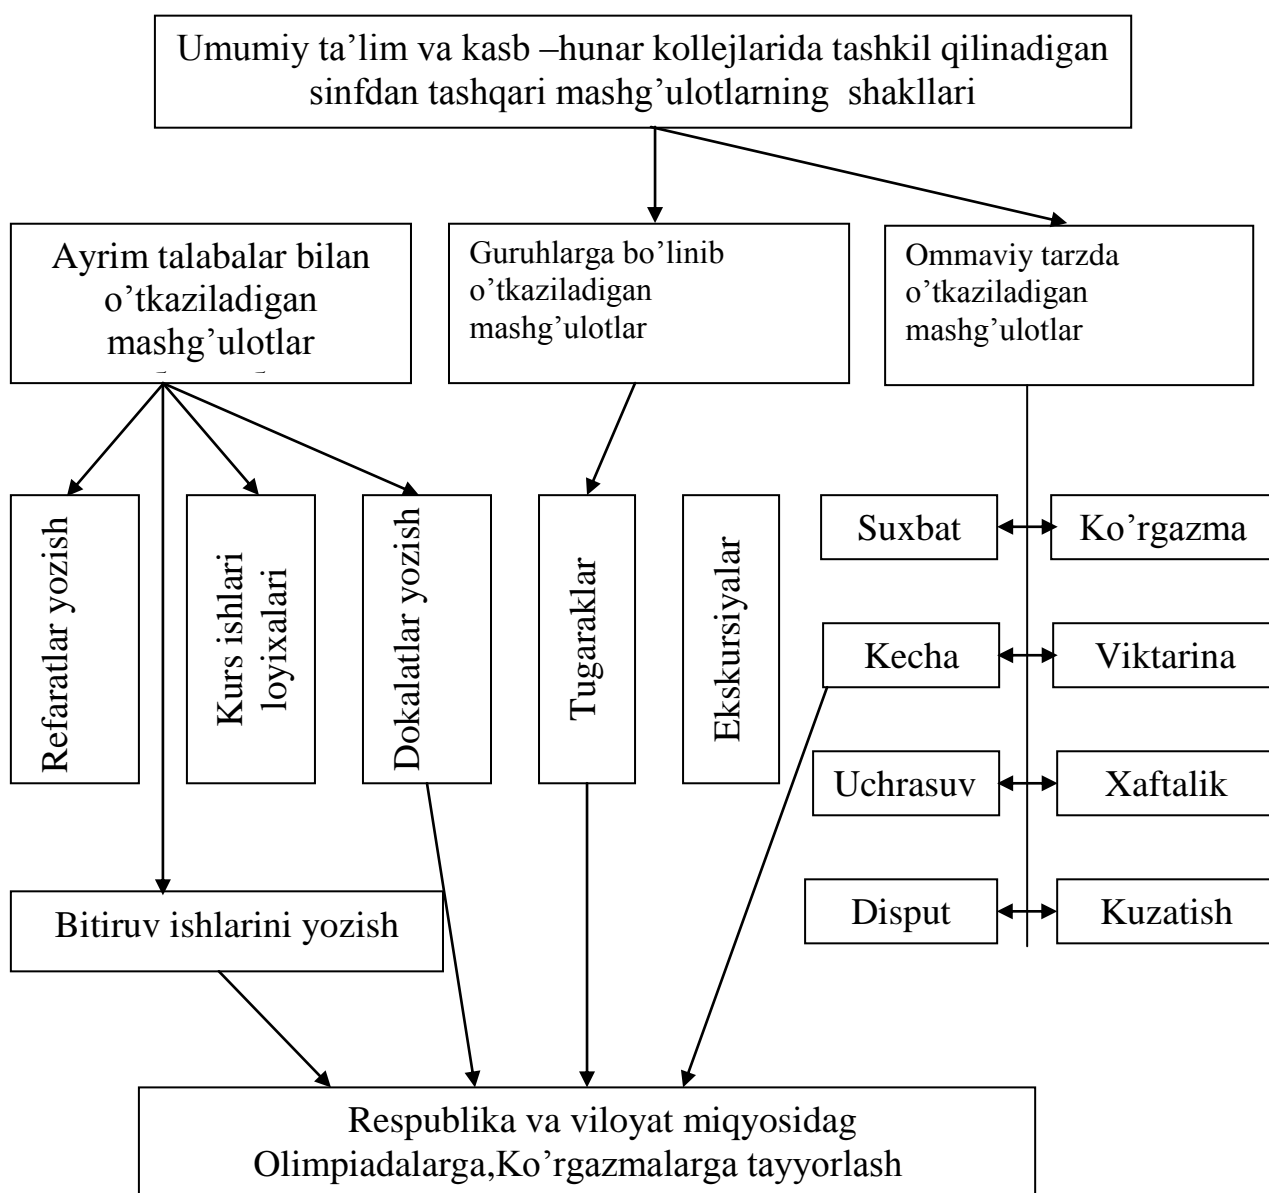 Umumiy ta’lim va kasb –hunar kollejlarida tashkil qilinadigan
sinfdan tashqari mashg’ulotlarning shakllari
Ayrim talabalar bilan
o’tkaziladigan
mashg’ulotlar
Guruhlarga bo’linib
o’tkaziladigan
mashg’ulotlar
Ommaviy tarzda
o’tkaziladigan
mashg’ulotlar
Refaratlar yozish
Kurs ishlari
loyixalari
Dokalatlar yozish
Tugaraklar
Ekskursiyalar
Suxbat
Ko’rgazma
Kecha
Viktarina
Uchrasuv
Xaftalik
Disput
Kuzatish
Bitiruv ishlarini yozish
Respublika va viloyat miqyosidag
Olimpiadalarga,Ko’rgazmalarga tayyorlash